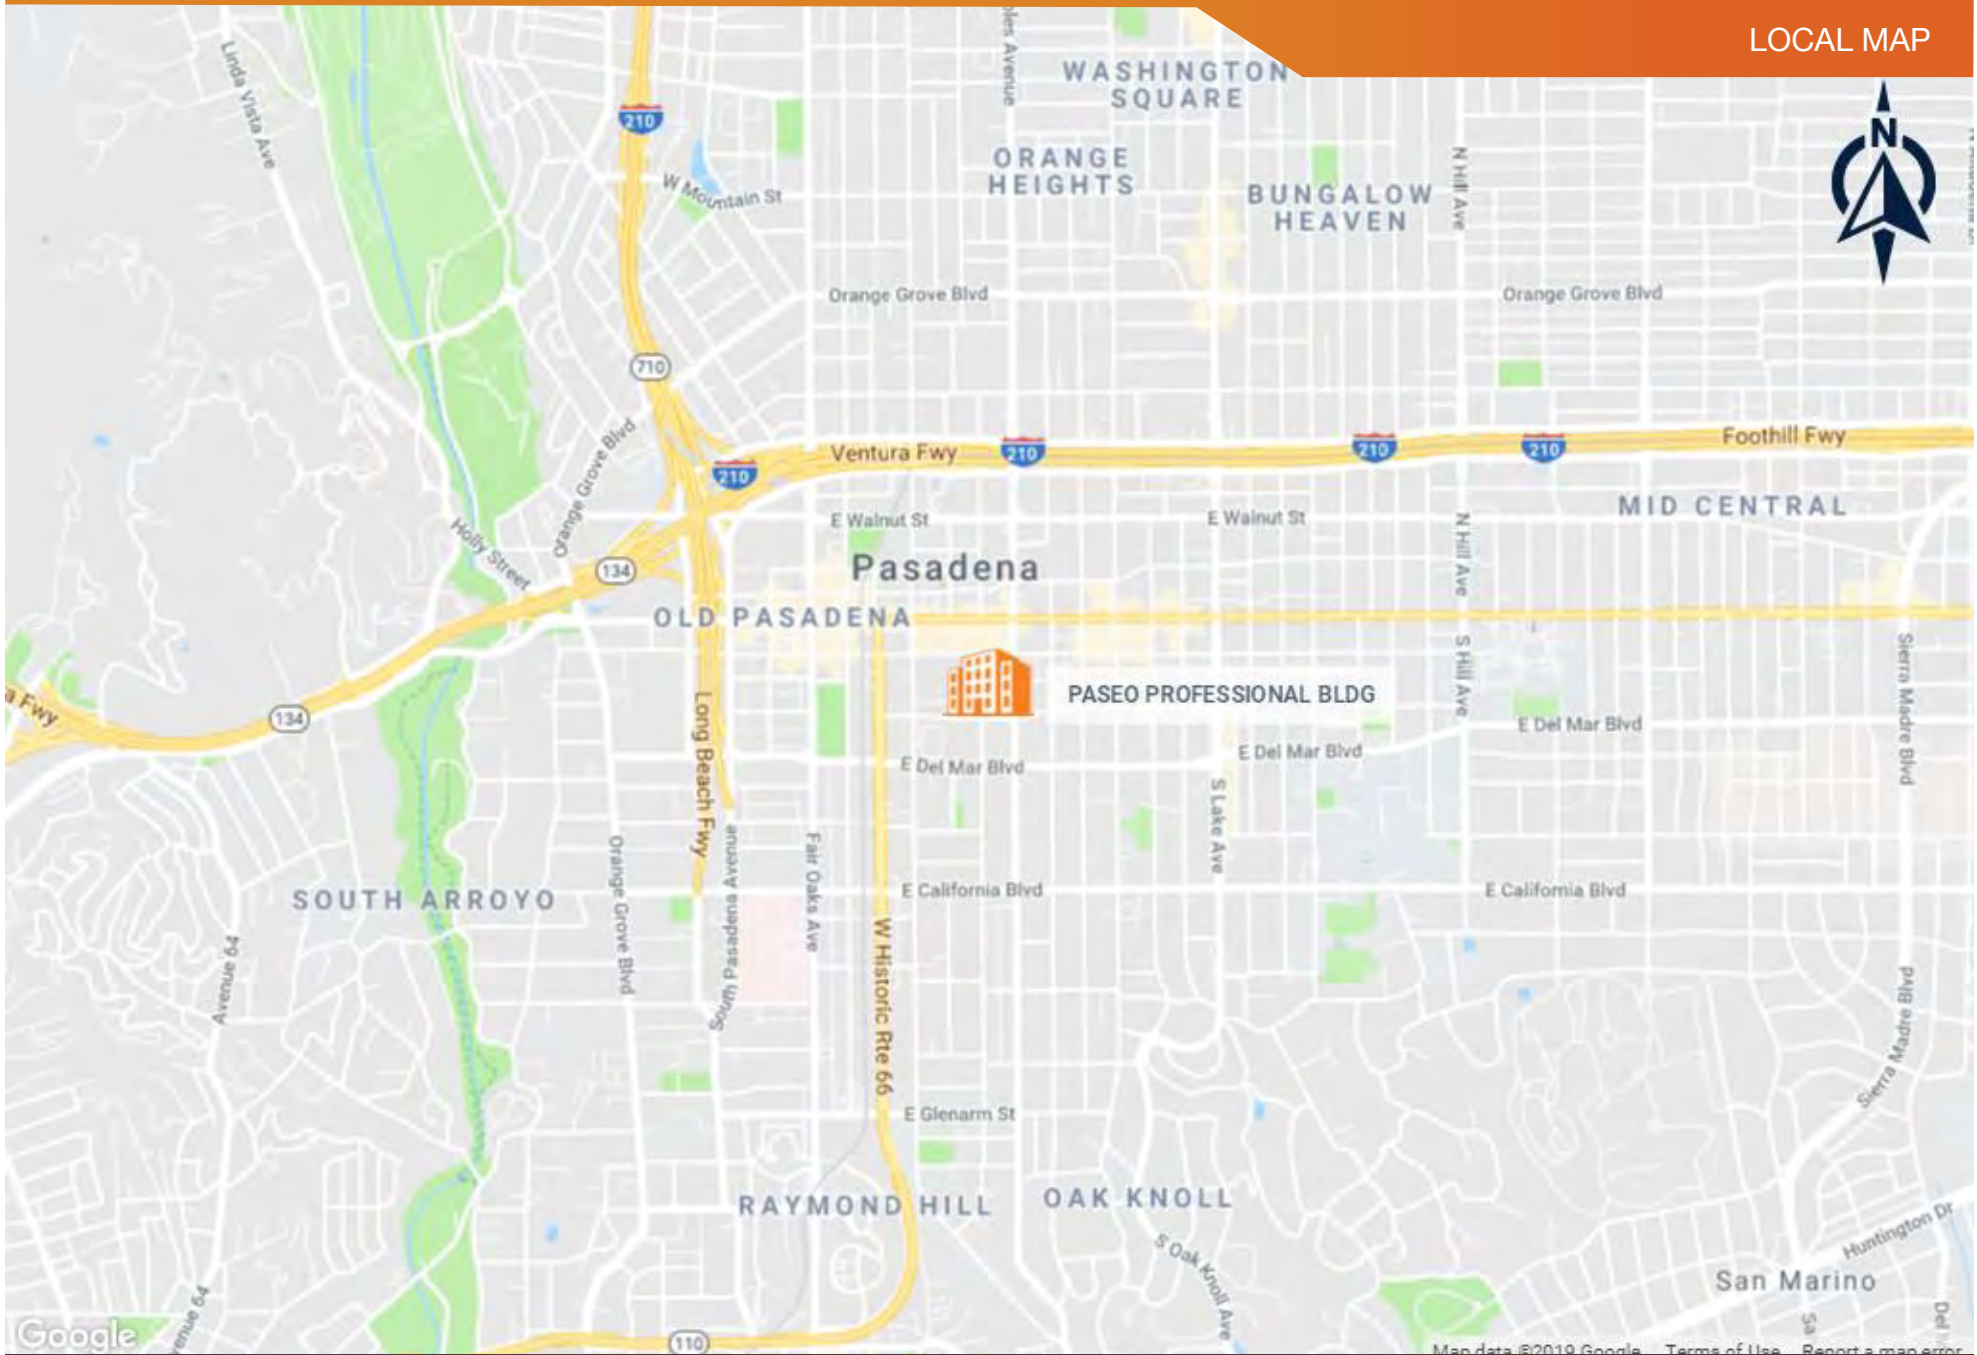 LOCAL MAP
Linda Vista Ave
Avenue
WASHINGTON
SQUARE
210
N
ORANGE
HEIGHTS
N Hill Ave
W Mountain St
BUNGALOW
HEAVEN
Orange Grove Blvd
Orange Grove Blvd
710
Orange Grove Blvd
Ventura Fwy
210
210
210
210
Foothill Fwy
MID CENTRAL
E Walnut St
E Walnut St
N Hill Ave
Holly Street
134
Pasadena
OLD PASADENA
S Hill Ave
Sierra Madre Blvd
PASEO PROFESSIONAL BLDG
Fwy
134
Long Beach Fwy
E Del Mar Blvd
E Del Mar Blvd
E Del Mar Blvd
S Lake Ave
Orange Grove Blvd
South Pasadena Avenue
Fair Oaks Ave
SOUTH ARROYO
E California Blvd
E California Blvd
Avenue 64
W Historic Rte 66
Sierra Madre Blvd
E Glenarm St
RAYMOND HILL
OAK KNOLL
S Oak Knoll Ave
Huntington Dr
San Marino
Sa
Del
enue 64
Google
110
Map data ©2019 Google
Terms of Use
Report a map error